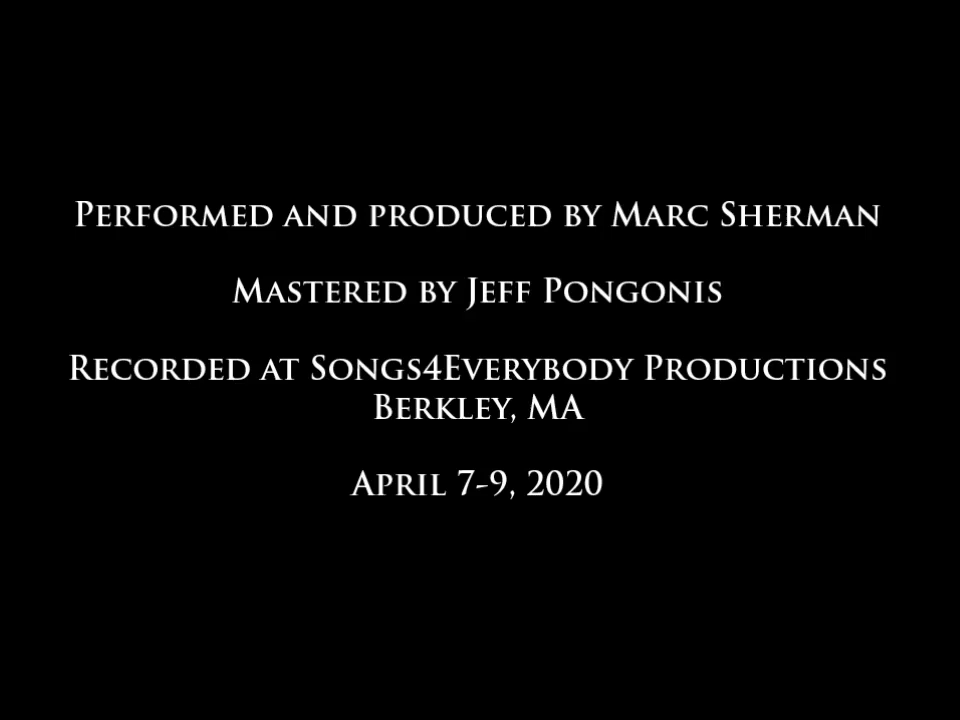 Performed and produced by Marc Sherman
Mastered by Jeff Pongonis
Recorded at Songs4Everybody Productions
Berkley, MA
April 7-9, 2020